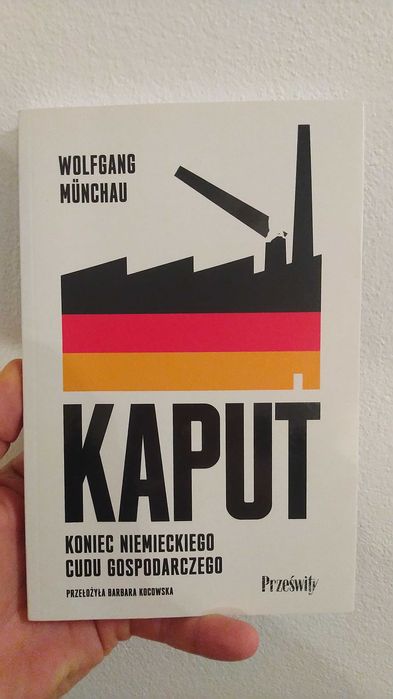 WOLFGANG
MÜNCHAU
KAPUT
KONIEC NIEMIECKIEGO
CUDU GOSPODARCZEGO
PRZEŁOŻYŁA BARBARA KOCOWSKA
Prześwity